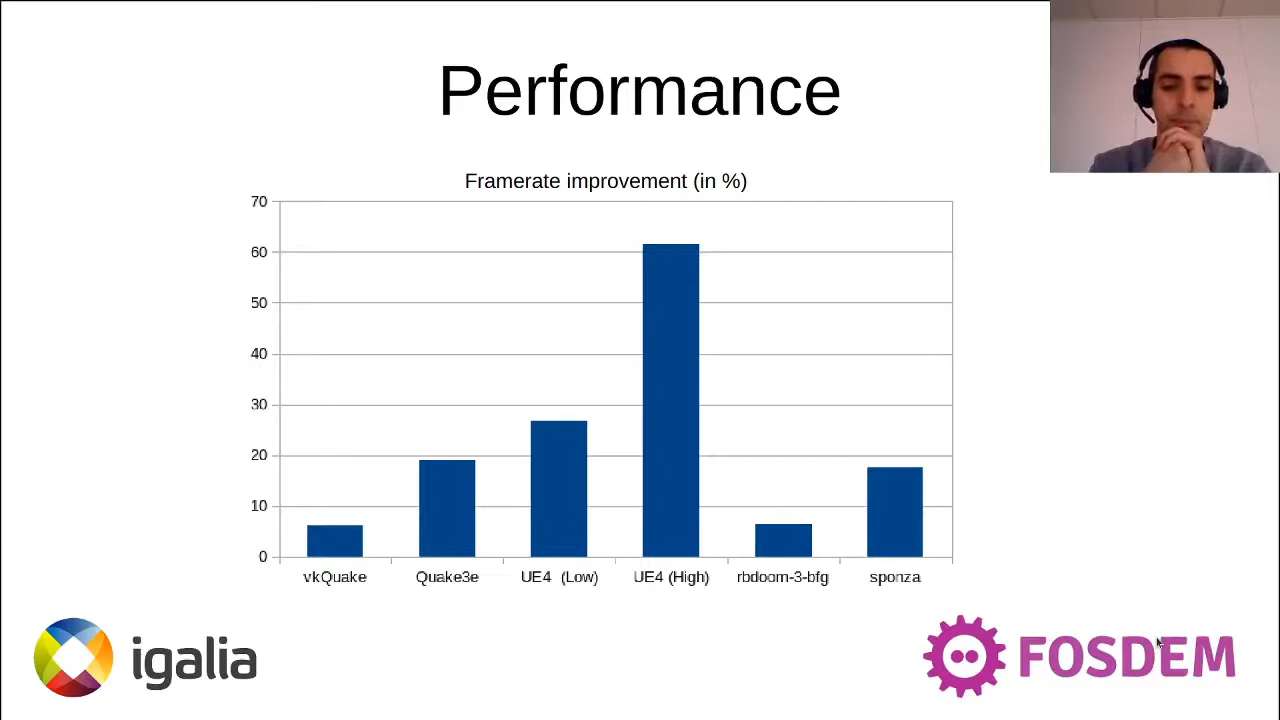 Performance
Framerate improvement (in %)
70
60
50
40
30
20
10
0
vkQuake Quake3e UE4 (Low) UE4 (High) rbdoom-3-bfg sponza
igalia FOSDEM